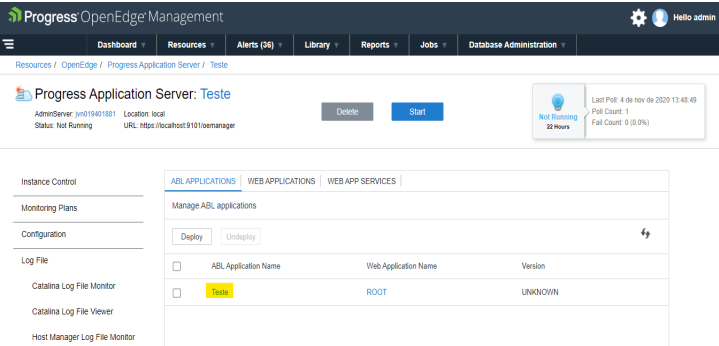 Progress® OpenEdge® Management
Hello admin
Dashboard Resources Alerts (36) Library Reports Jobs Database Administration
Resources / OpenEdge / Progress Application Server / Teste
Progress Application Server: Teste
AdminServer: jvn019401881 Location: local
Status: Not Running URL: https://localhost:9101/oemanager
Delete
Start
Not Running
22 Hours
Last Poll: 4 de nov de 2020 13:48:49
Poll Count: 1
Fail Count: 0 (0.0%)
Instance Control
Monitoring Plans
Configuration
Log File
Catalina Log File Monitor
Catalina Log File Viewer
Host Manager Log File Monitor
ABL APPLICATIONS WEB APPLICATIONS WEB APP SERVICES
Manage ABL applications
Deploy Undeploy
ABL Application Name Web Application Name Version
Teste ROOT UNKNOWN